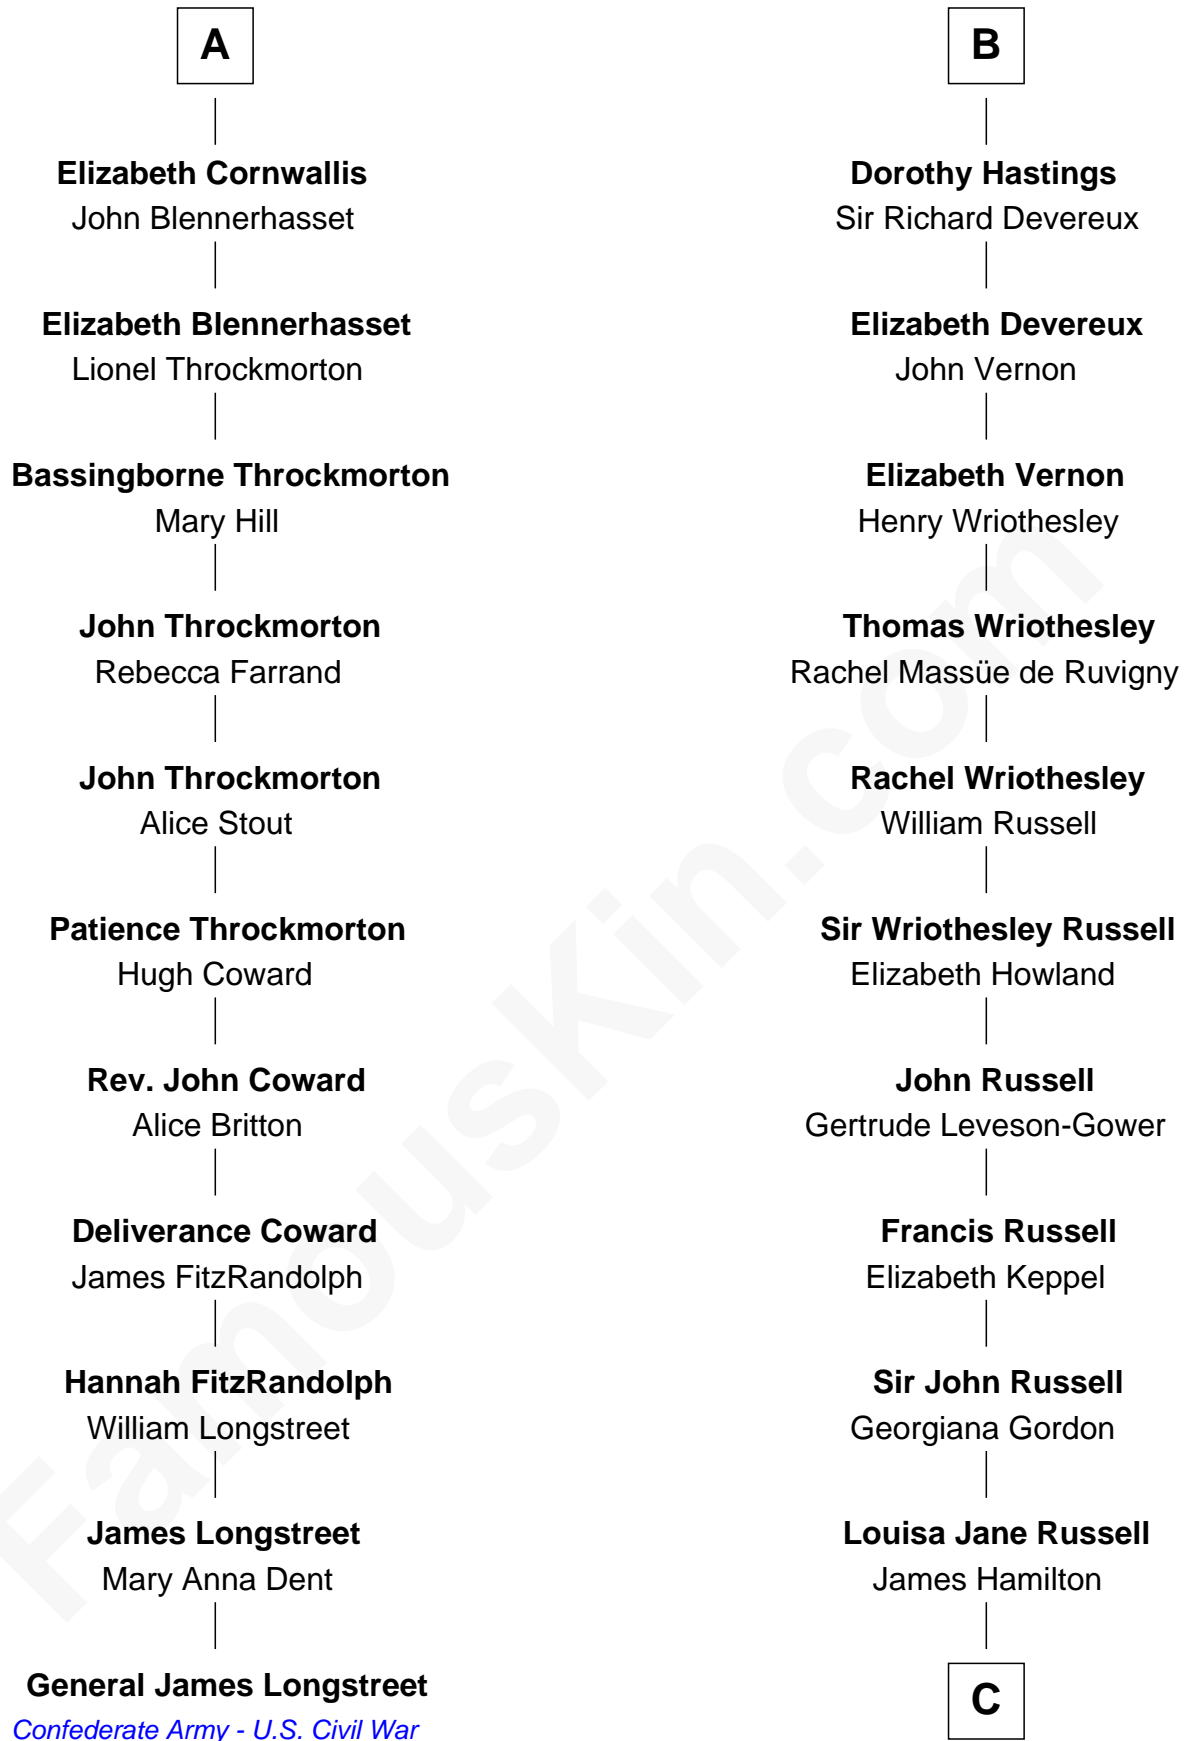 A
Elizabeth Cornwallis
John Blennerhasset
Elizabeth Blennerhasset
Lionel Throckmorton
Bassingborne Throckmorton
Mary Hill
John Throckmorton
Rebecca Farrand
John Throckmorton
Alice Stout
Patience Throckmorton
Hugh Coward
Rev. John Coward
Alice Britton
Deliverance Coward
James FitzRandolph
Hannah FitzRandolph
William Longstreet
James Longstreet
Mary Anna Dent
General James Longstreet
Confederate Army - U.S. Civil War
B
Dorothy Hastings
Sir Richard Devereux
Elizabeth Devereux
John Vernon
Elizabeth Vernon
Henry Wriothesley
Thomas Wriothesley
Rachel Massüe de Ruvigny
Rachel Wriothesley
William Russell
Sir Wriothesley Russell
Elizabeth Howland
John Russell
Gertrude Leveson-Gower
Francis Russell
Elizabeth Keppel
Sir John Russell
Georgiana Gordon
Louisa Jane Russell
James Hamilton
C
FamousKin.com